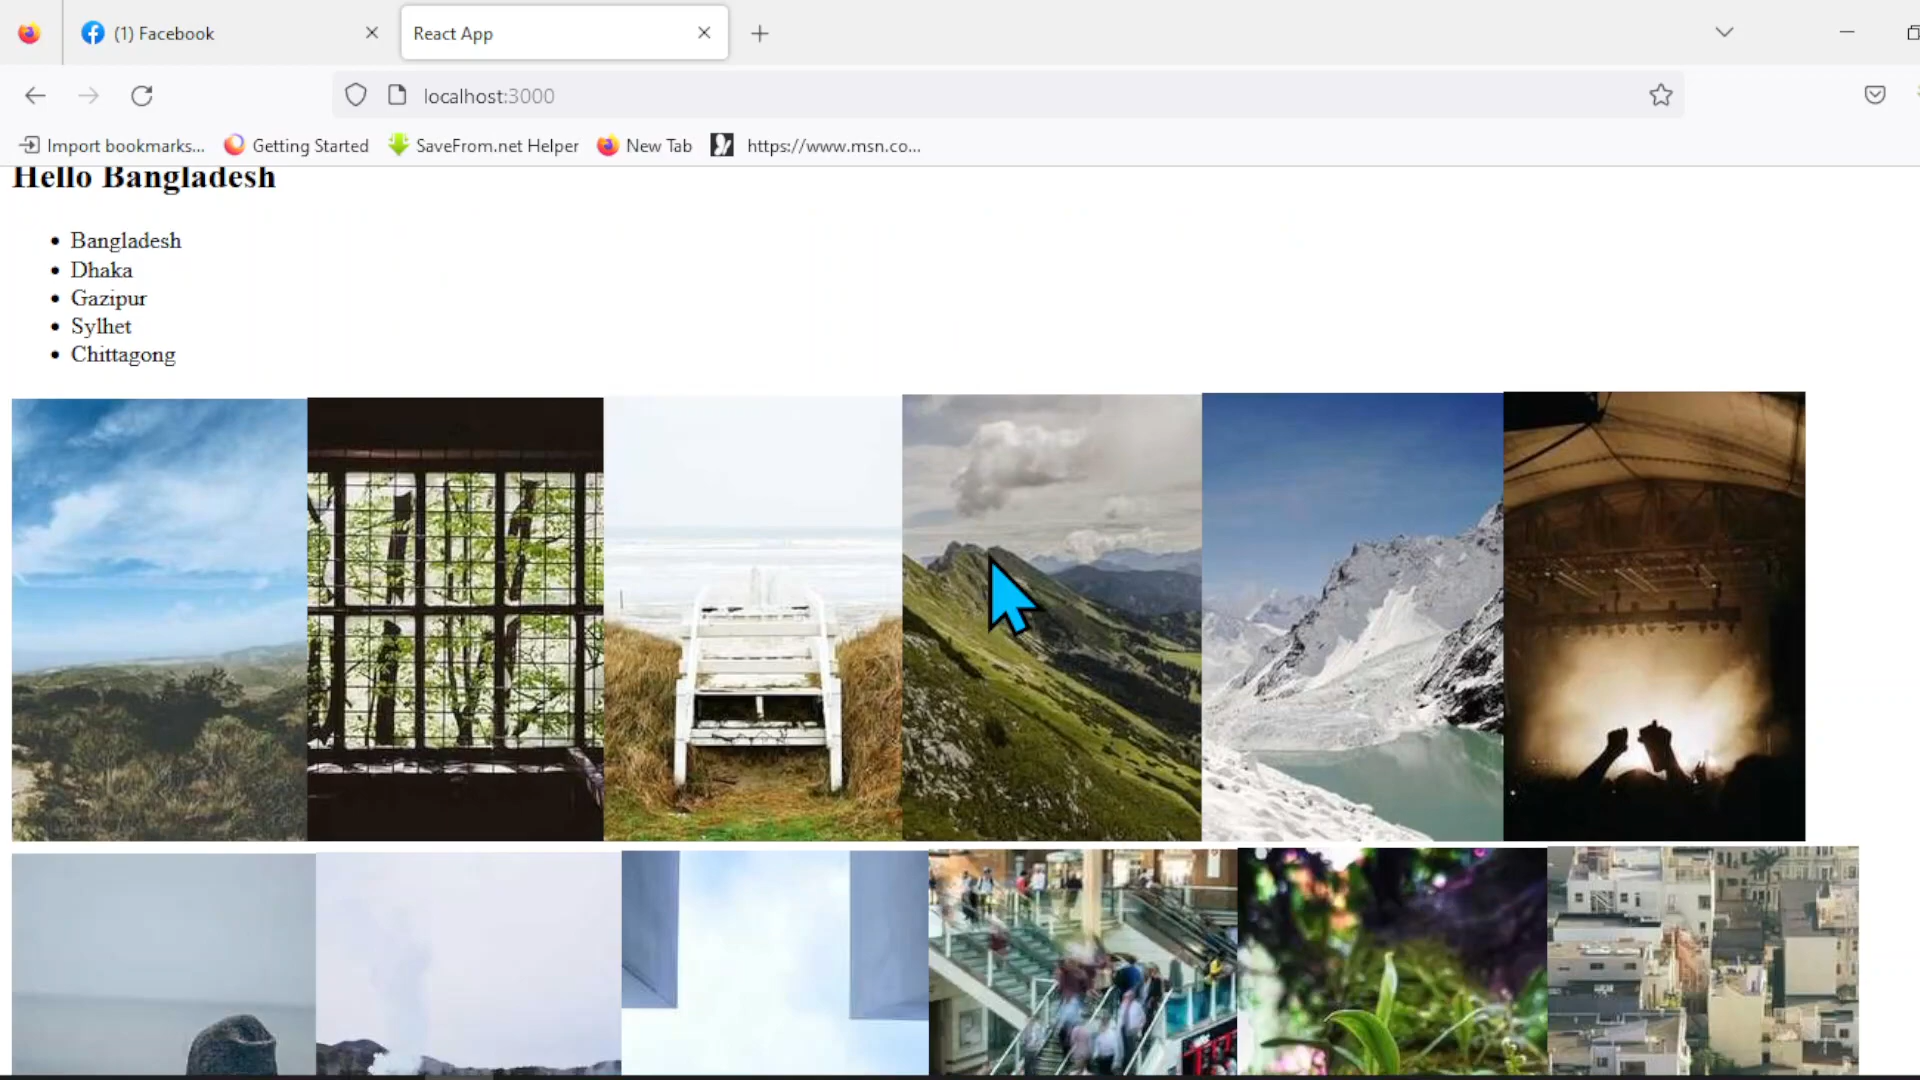 (1) Facebook
React App
localhost:3000
Import bookmarks...
Getting Started
SaveFrom.net Helper
New Tab
https://www.msn.co...
Hello Bangladesh
Bangladesh
Dhaka
Gazipur
Sylhet
Chittagong